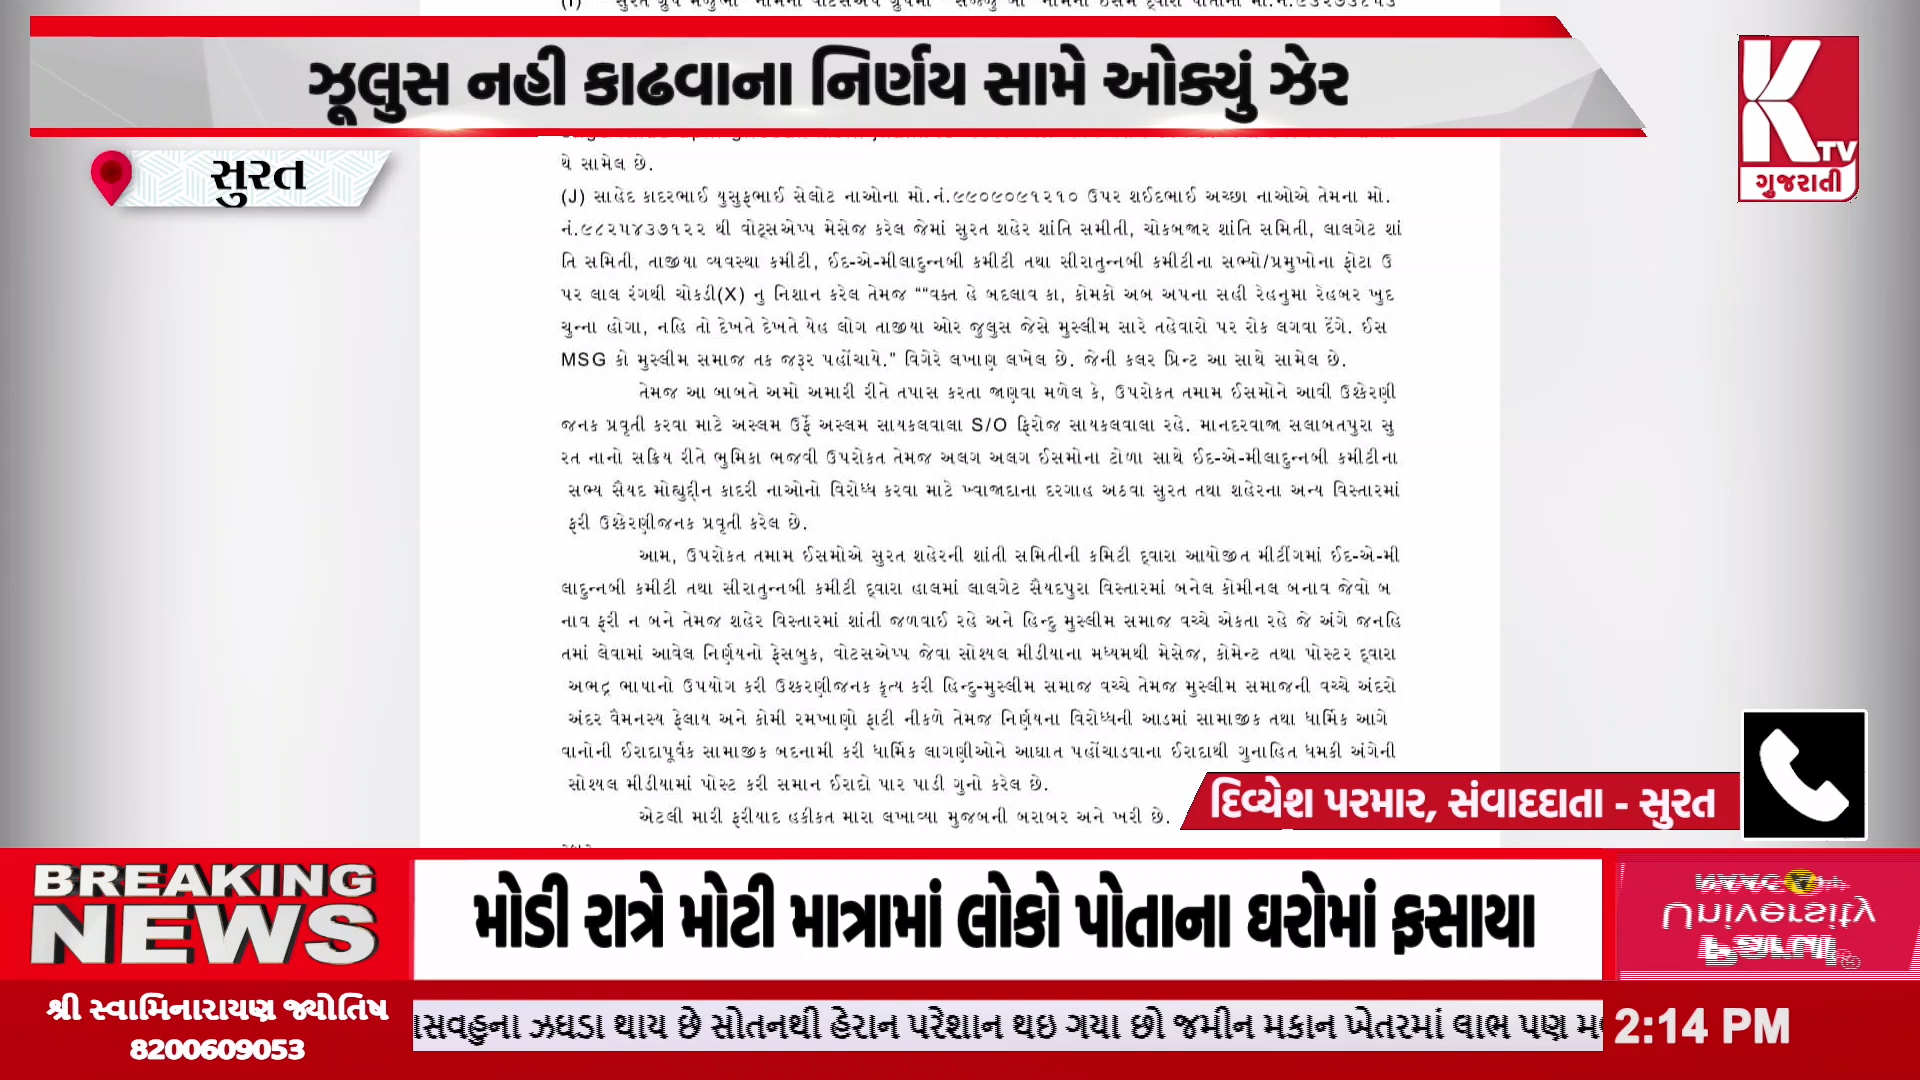 ઝૂલુસ નહી કાઢવાના નિર્ણય સામે ઓક્યું ઝેર
K TV ગુજરાતી
સુરત
થે સામેલ છે.
(J) સાહેદ કાદરભાઈ યુસુફભાઈ સેલોટ નાઓના મો.નં.૯૯૦૯૦૯૧૨૧૦ ઉપર શઈદભાઈ અચ્છા નાઓએ તેમના મો.
નં.૯૮૨૫૪૩૭૧૨૨ થી વોટ્સએપ્પ મેસેજ કરેલ જેમાં સુરત શહેર શાંતિ સમીતી, ચોકબજાર શાંતિ સમિતી, લાલગેટ શાં
તિ સમિતી, તાજીયા વ્યવસ્થા કમીટી, ઈદ-એ-મીલાદુન્નબી કમીટી તથા સીરાતુન્નબી કમીટીના સભ્યો/પ્રમુખોના ફોટા ઉ
પર લાલ રંગથી ચોકડી(X) નુ નિશાન કરેલ તેમજ ““વક્ત હે બદલાવ કા, કોમકો અબ અપના સહી રેહનુમા રેહબર ખુદ
ચુન્ના હોગા, નહિ તો દેખતે દેખતે યેહ લોગ તાજીયા ઓર જુલુસ જેસે મુસ્લીમ સારે તહેવારો પર રોક લગવા દેંગે. ઈસ
MSG કો મુસ્લીમ સમાજ તક જરૂર પહોંચાયે." વિગેરે લખાણ લખેલ છે. જેની કલર પ્રિન્ટ આ સાથે સામેલ છે.
તેમજ આ બાબતે અમો અમારી રીતે તપાસ કરતા જાણવા મળેલ કે, ઉપરોકત તમામ ઈસમોને આવી ઉશ્કેરણી
જનક પ્રવૃતી કરવા માટે અસ્લમ ઉર્ફે અસ્લમ સાયકલવાલા S/O ફિરોજ સાયકલવાલા રહે. માનદરવાજા સલાબતપુરા સુ
રત નાનો સક્રિય રીતે ભુમિકા ભજવી ઉપરોકત તેમજ અલગ અલગ ઈસમોના ટોળા સાથે ઈદ-એ-મીલાદુન્નબી કમીટીના
સભ્ય સૈયદ મોહ્યુદ્દીન કાદરી નાઓનો વિરોધ્ધ કરવા માટે ખ્વાજાદાના દરગાહ અઠવા સુરત તથા શહેરના અન્ય વિસ્તારમાં
ફરી ઉશ્કેરણીજનક પ્રવૃતી કરેલ છે.
આમ, ઉપરોકત તમામ ઈસમોએ સુરત શહેરની શાંતી સમિતીની કમિટી દ્વારા આયોજીત મીટીંગમાં ઈદ-એ-મી
લાદુન્નબી કમીટી તથા સીરાતુન્નબી કમીટી દ્વારા હાલમાં લાલગેટ સૈયદપુરા વિસ્તારમાં બનેલ કોમીનલ બનાવ જેવો બ
નાવ ફરી ન બને તેમજ શહેર વિસ્તારમાં શાંતી જળવાઈ રહે અને હિન્દુ મુસ્લીમ સમાજ વચ્ચે એકતા રહે જે અંગે જનહિ
તમાં લેવામાં આવેલ નિર્ણયનો ફેસબુક, વોટસએપ્પ જેવા સોશ્યલ મીડીયાના મધ્યમથી મેસેજ, કોમેન્ટ તથા પોસ્ટર દ્વારા
અભદ્ર ભાષાનો ઉપયોગ કરી ઉશ્કરણીજનક કૃત્ય કરી હિન્દુ-મુસ્લીમ સમાજ વચ્ચે તેમજ મુસ્લીમ સમાજની વચ્ચે અંદરો
અંદર વૈમનસ્ય ફેલાય અને કોમી રમખાણો ફાટી નીકળે તેમજ નિર્ણયના વિરોધ્ધની આડમાં સામાજીક તથા ધાર્મિક આગે
વાનોની ઈરાદાપૂર્વક સામાજીક બદનામી કરી ધાર્મિક લાગણીઓને આઘાત પહોંચાડવાના ઈરાદાથી ગુનાહિત ધમકી અંગેની
સોશ્યલ મીડીયામાં પોસ્ટ કરી સમાન ઈરાદો પાર પાડી ગુનો કરેલ છે.
એટલી મારી ફરીયાદ હકીકત મારા લખાવ્યા મુજબની બરાબર અને ખરી છે.
દિવ્યેશ પરમાર, સંવાદદાતા - સુરત
BREAKING NEWS
મોડી રાત્રે મોટી માત્રામાં લોકો પોતાના ઘરોમાં ફસાયા
Parul University
શ્રી સ્વામિનારાયણ જ્યોતિષ
8200609053
ાસવહુના ઝઘડા થાય છે સોતનથી હેરાન પરેશાન થઇ ગયા છો જમીન મકાન ખેતરમાં લાભ પણ
2:14 PM